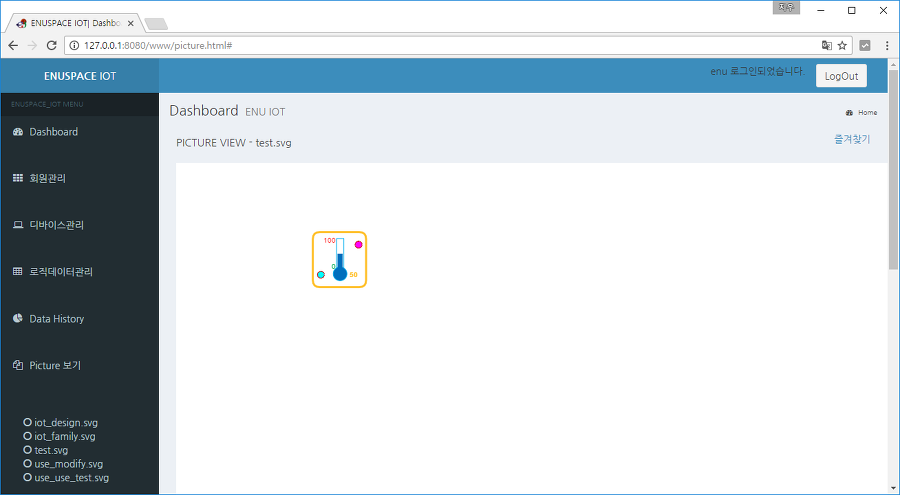 지우
ENUSPACE IOT| Dashbo
127.0.0.1:8080/www/picture.html#
ENUSPACE IOT
enu 로그인되었습니다.
LogOut
ENUSPACE_IOT MENU
Dashboard ENU IOT
Home
Dashboard
PICTURE VIEW - test.svg
즐겨찾기
회원관리
디바이스관리
100
0
50
로직데이터관리
Data History
Picture 보기
iot_design.svg
iot_family.svg
test.svg
use_modify.svg
use_use_test.svg